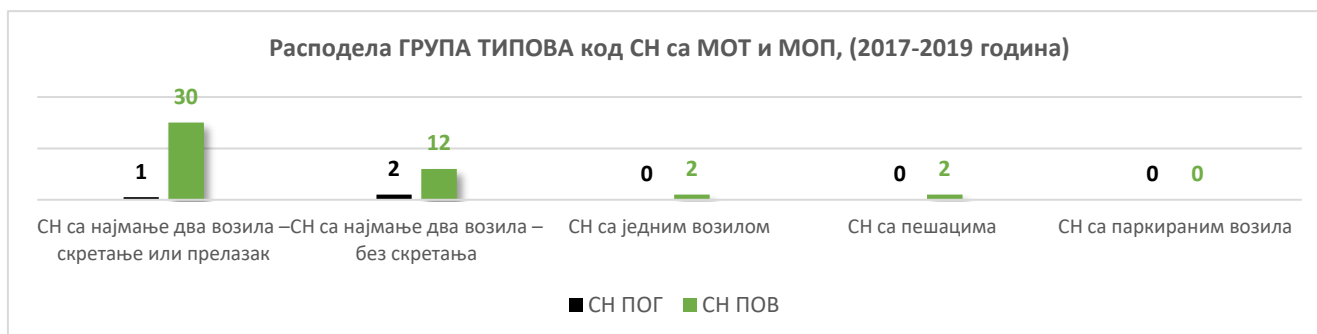 Расподела ГРУПА ТИПОВА код СН са МОТ и МОП, (2017-2019 година)
30
12
1
2
0
2
0
2
0
0
СН са најмање два возила –
скретање или прелазак
СН са најмање два возила –
без скретања
СН са једним возилом
СН са пешацима
СН са паркираним возила
СН ПОГ
СН ПОВ